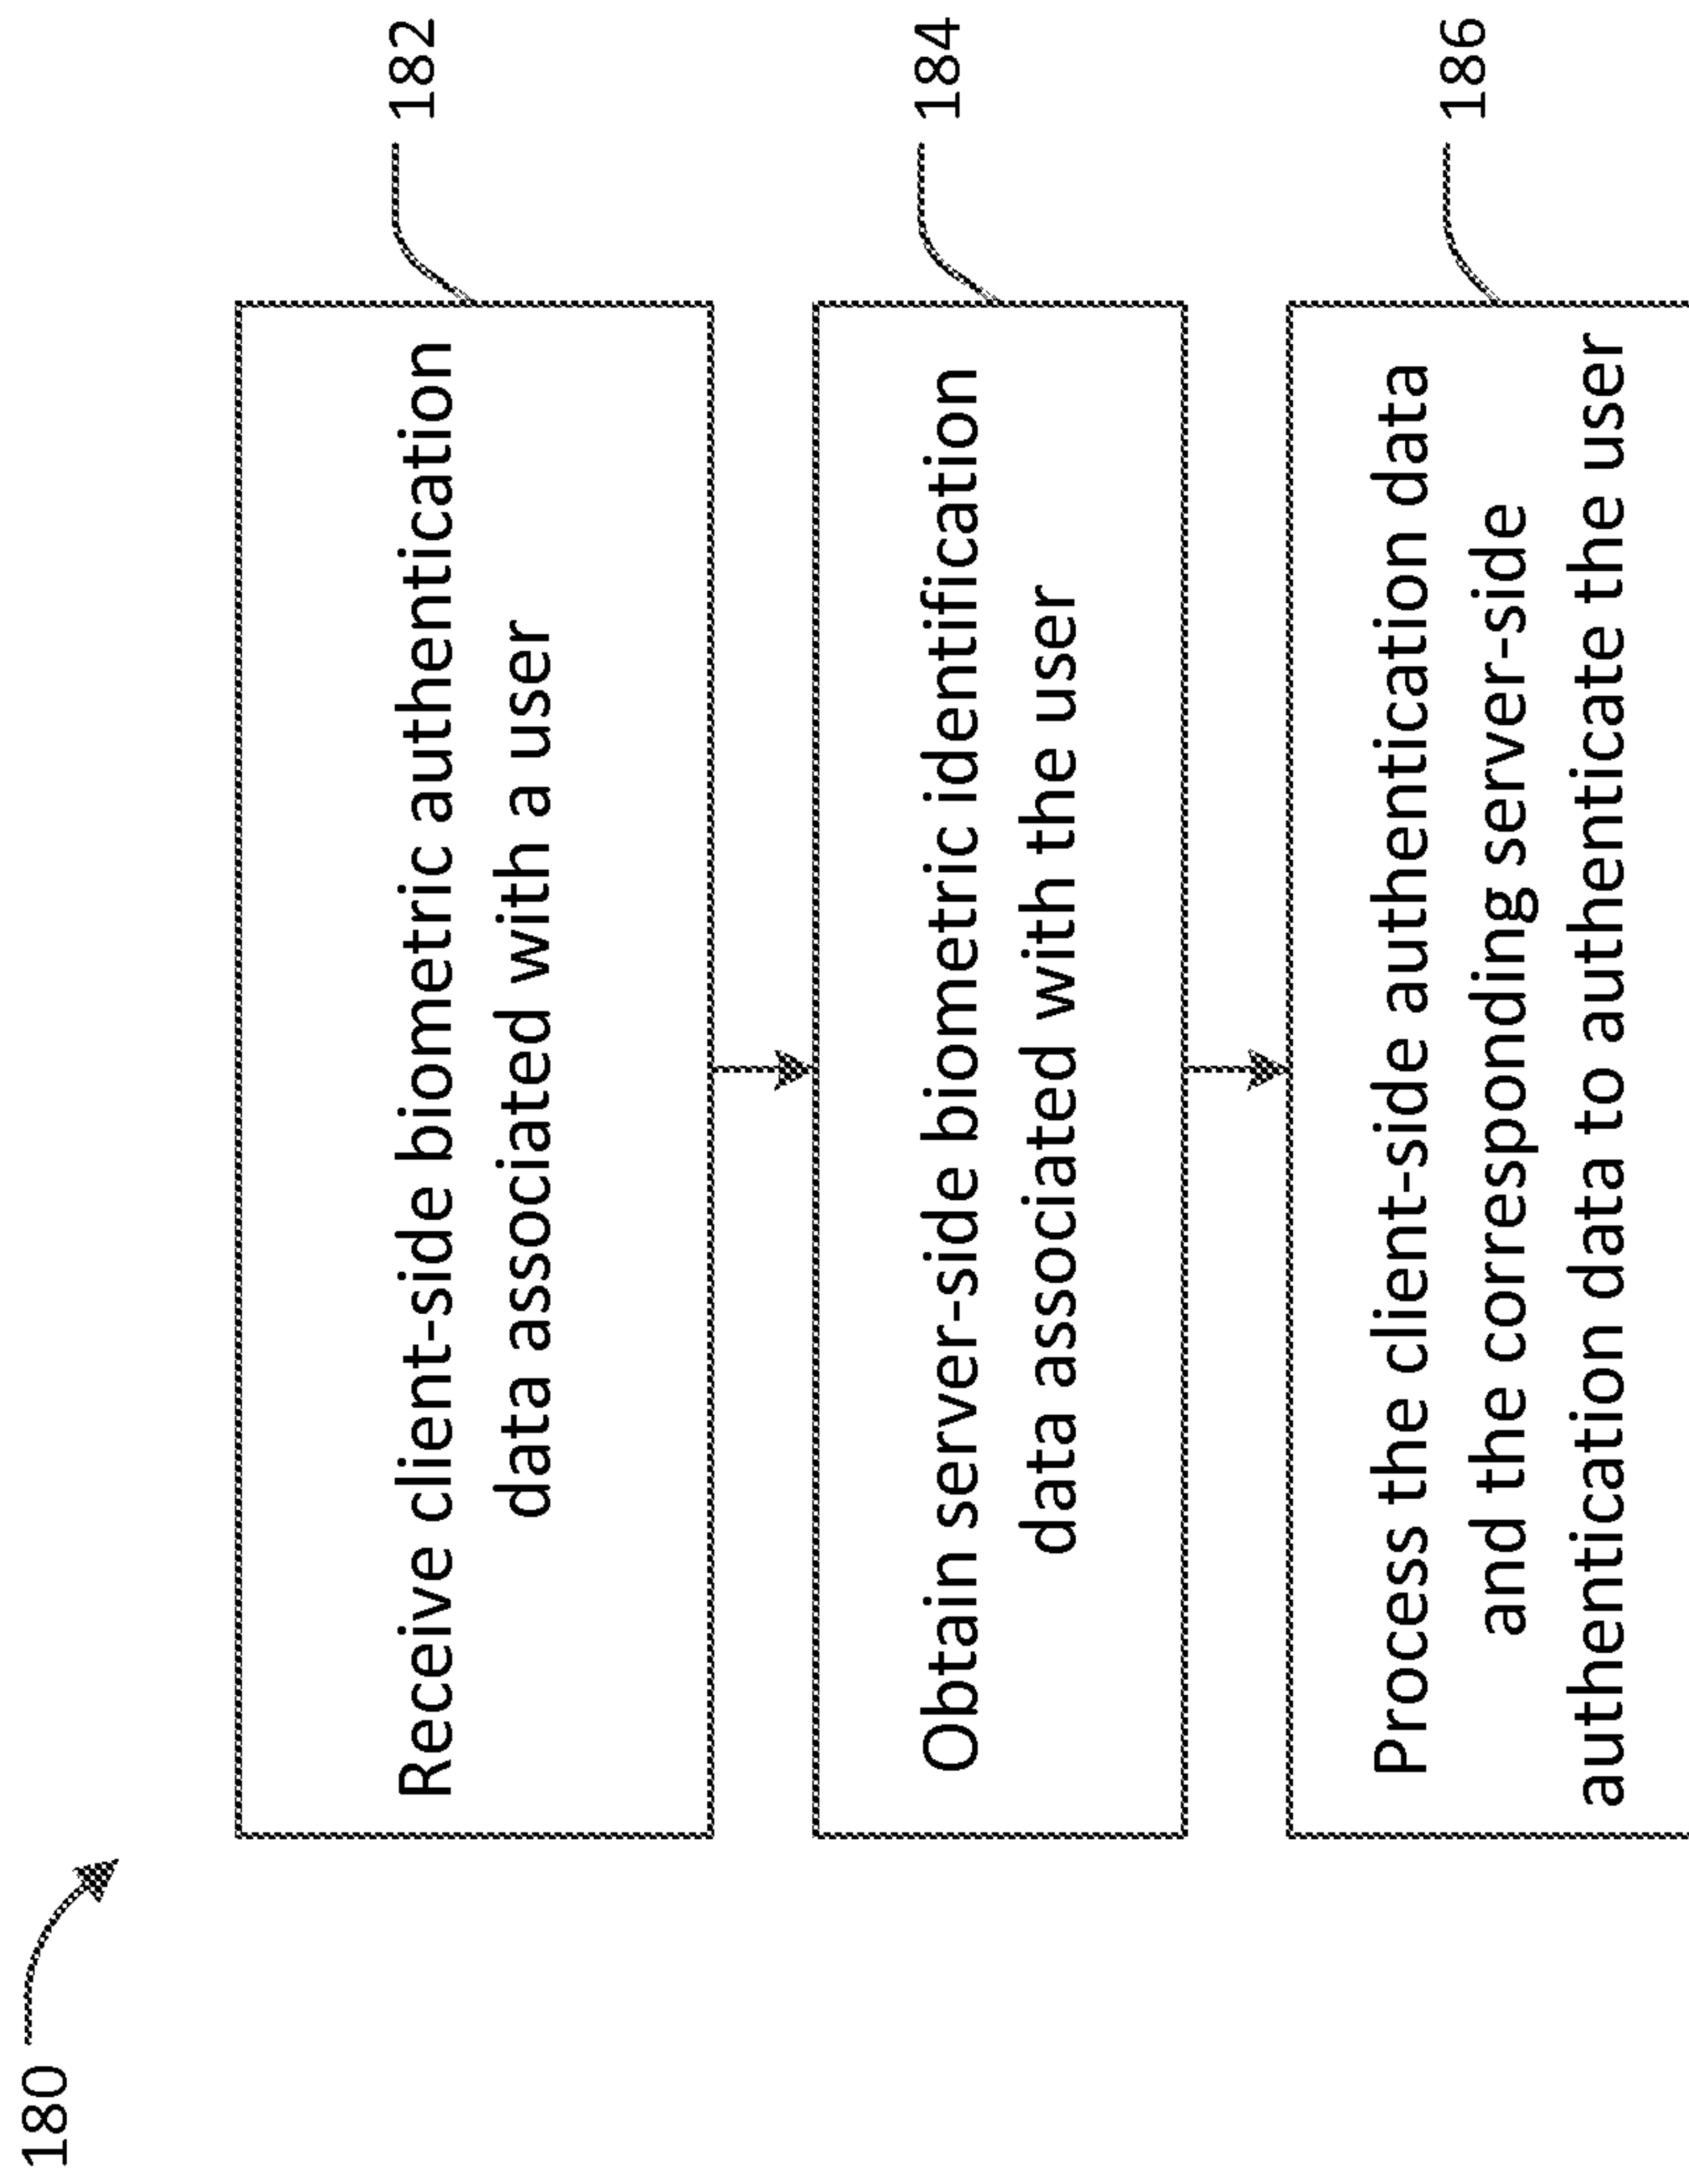 180
Receive client-side biometric authentication
data associated with a user
182
Obtain server-side biometric identification
data associated with the user
184
Process the client-side authentication data
and the corresponding server-side
authentication data to authenticate the user
186